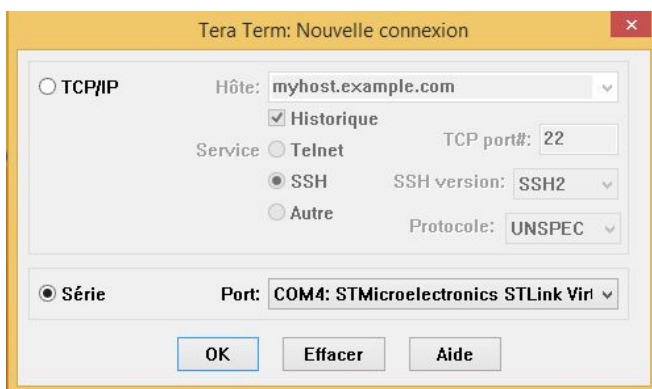 Tera Term: Nouvelle connexion
TCP/IP Hôte: myhost.example.com
Historique
Service Telnet TCP port#: 22
SSH SSH version: SSH2
Autre Protocole: UNSPEC
Série Port: COM4: STMicroelectronics STLink Virt
OK Effacer Aide